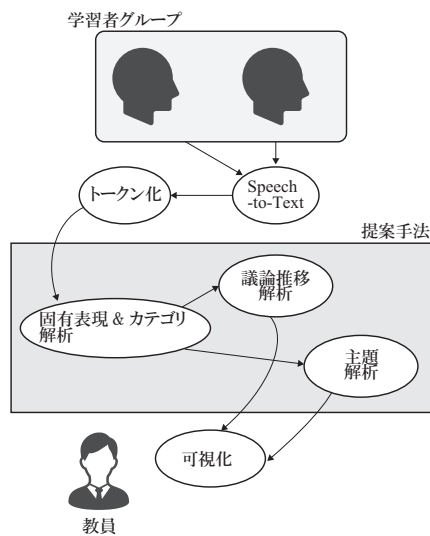 学習者グループ
Speech
-to-Text
トークン化
提案手法
議論推移
解析
固有表現 & カテゴリ
解析
主題
解析
可視化
教員